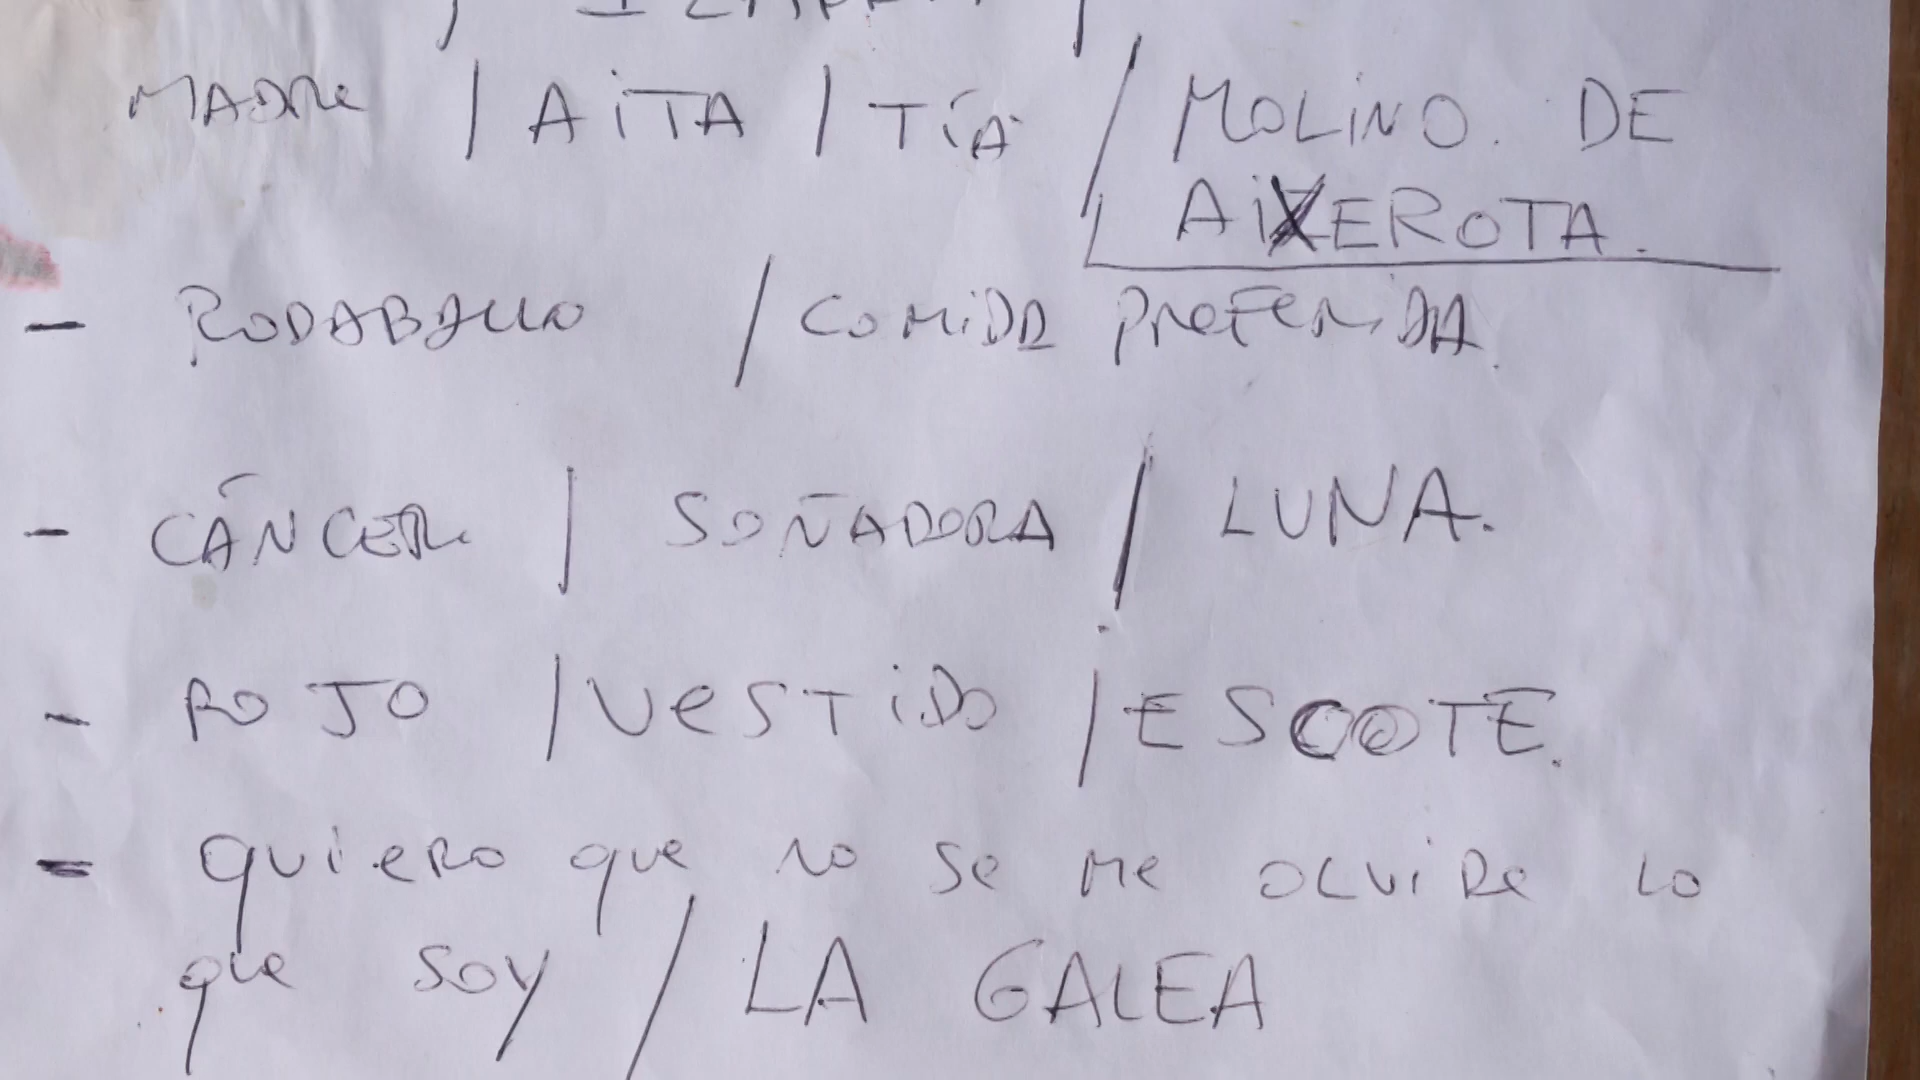 MADRE / AITA / TÍA / MOLINO. DE
AIXEROTA.
- RODABALLO / COMIDA PREFERIDA.
- CÁNCER / SOÑADORA / LUNA.
- ROJO / VESTIDO / ESCOTE.
- QUIERO QUE NO SE ME OLVIDE LO
QUE SOY / LA GALEA